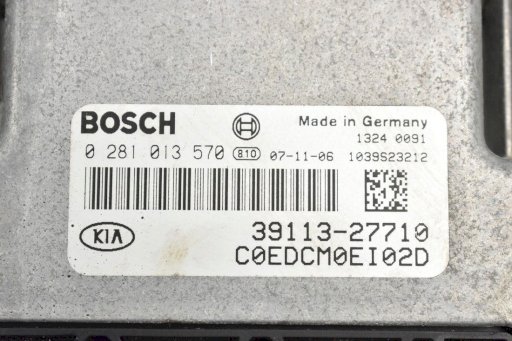 BOSCH Made in Germany
1324 0091
0 281 013 570 810 07-11-06 1039S23212
KIA 39113-27710
C0EDCM0EI02D